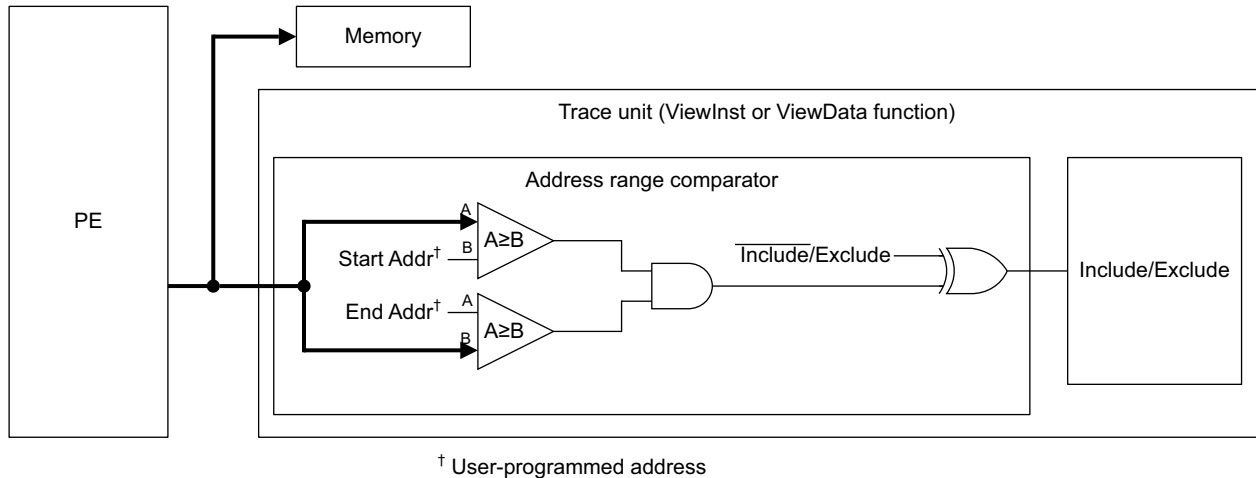 Memory
Trace unit (ViewInst or ViewData function)
Address range comparator
PE
A
A≥B
B
Start Addr†
Include/Exclude
Include/Exclude
A
End Addr†
A≥B
B
† User-programmed address